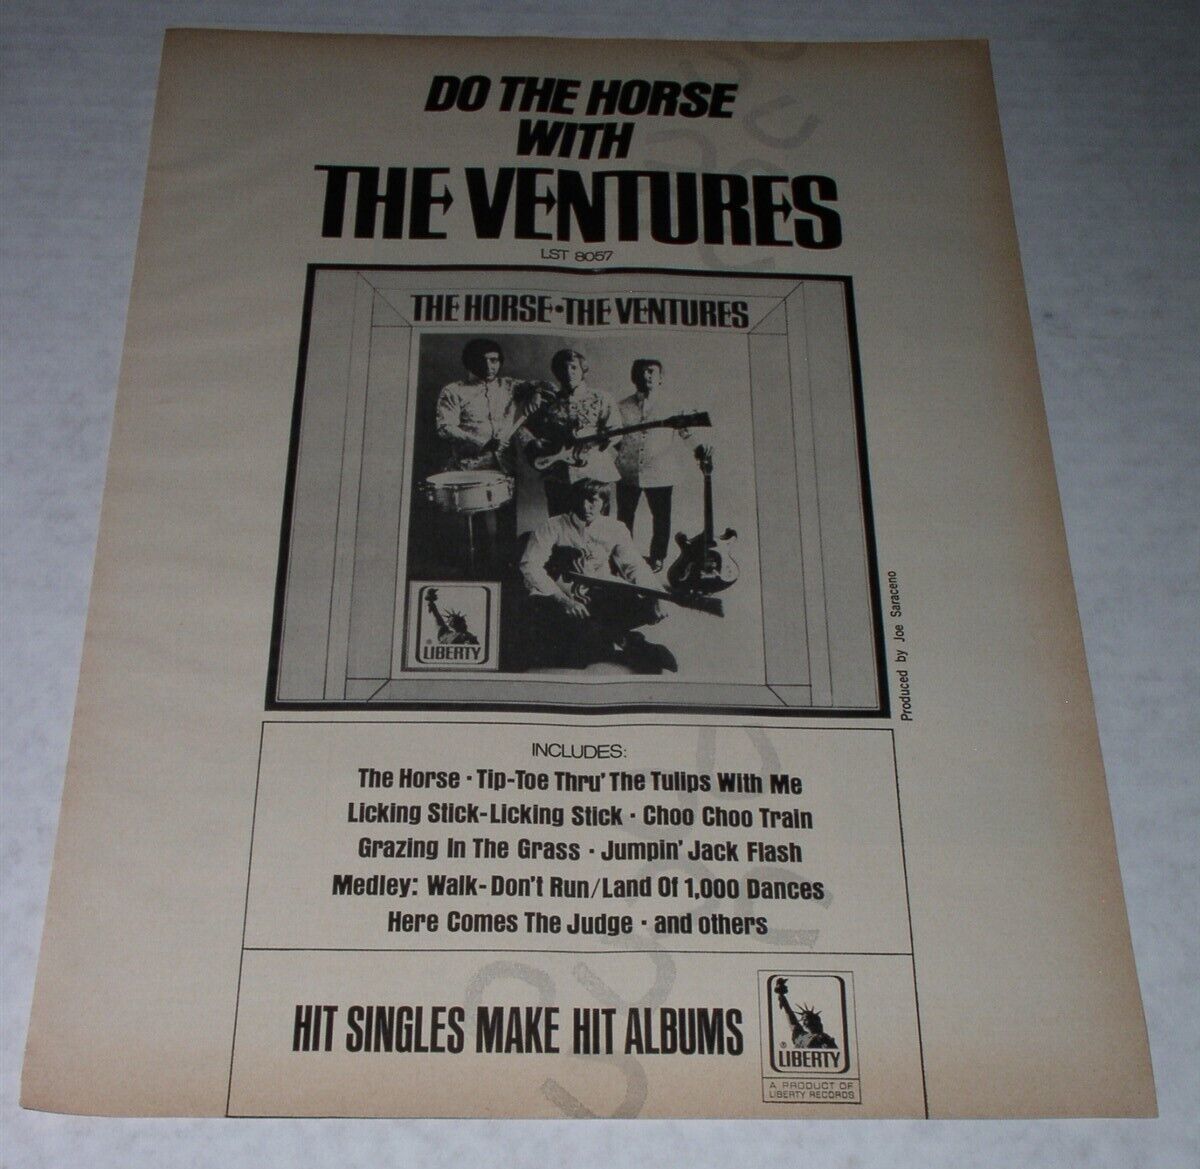 DO THE HORSE
WITH
THE VENTURES
LST 8057
THE HORSE • THE VENTURES
® LIBERTY
Produced by Joe Saraceno
INCLUDES:
The Horse · Tip-Toe Thru' The Tulips With Me
Licking Stick-Licking Stick · Choo Choo Train
Grazing In The Grass · Jumpin' Jack Flash
Medley: Walk-Don't Run/Land Of 1,000 Dances
Here Comes The Judge · and others
HIT SINGLES MAKE HIT ALBUMS
® LIBERTY
A PRODUCT OF
LIBERTY RECORDS